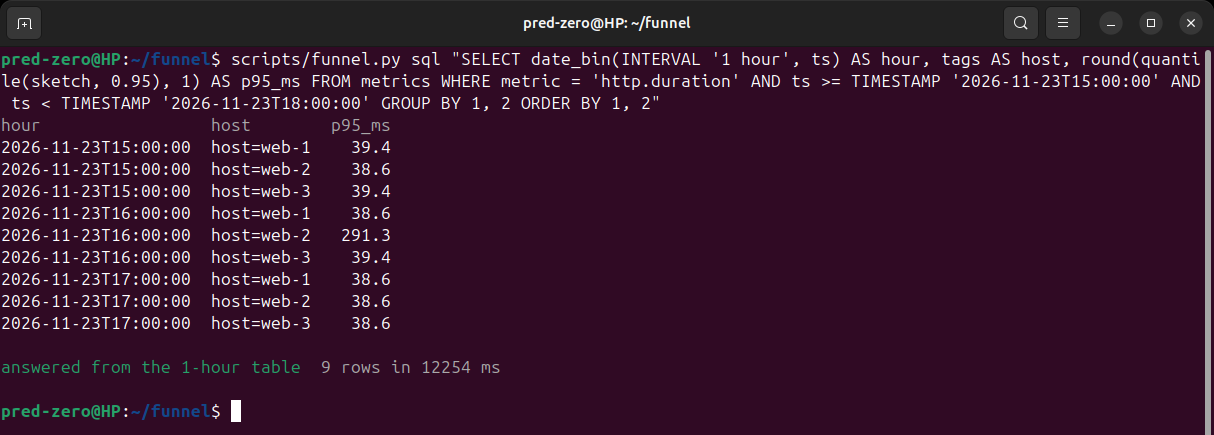 pred-zero@HP: ~/funnel
pred-zero@HP:~/funnel$ scripts/funnel.py sql "SELECT date_bin(INTERVAL '1 hour', ts) AS hour, tags AS host, round(quanti
le(sketch, 0.95), 1) AS p95_ms FROM metrics WHERE metric = 'http.duration' AND ts >= TIMESTAMP '2026-11-23T15:00:00' AND
 ts < TIMESTAMP '2026-11-23T18:00:00' GROUP BY 1, 2 ORDER BY 1, 2"
hour                 host        p95_ms
2026-11-23T15:00:00  host=web-1    39.4
2026-11-23T15:00:00  host=web-2    38.6
2026-11-23T15:00:00  host=web-3    39.4
2026-11-23T16:00:00  host=web-1    38.6
2026-11-23T16:00:00  host=web-2   291.3
2026-11-23T16:00:00  host=web-3    39.4
2026-11-23T17:00:00  host=web-1    38.6
2026-11-23T17:00:00  host=web-2    38.6
2026-11-23T17:00:00  host=web-3    38.6
answered from the 1-hour table  9 rows in 12254 ms
pred-zero@HP:~/funnel$